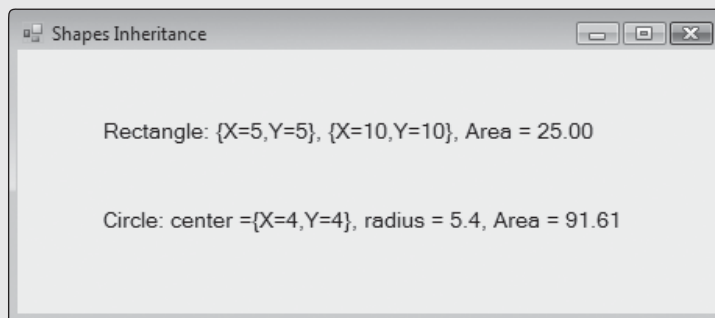 Shapes Inheritance
Rectangle: {X=5,Y=5}, {X=10,Y=10}, Area = 25.00
Circle: center ={X=4,Y=4}, radius = 5.4, Area = 91.61